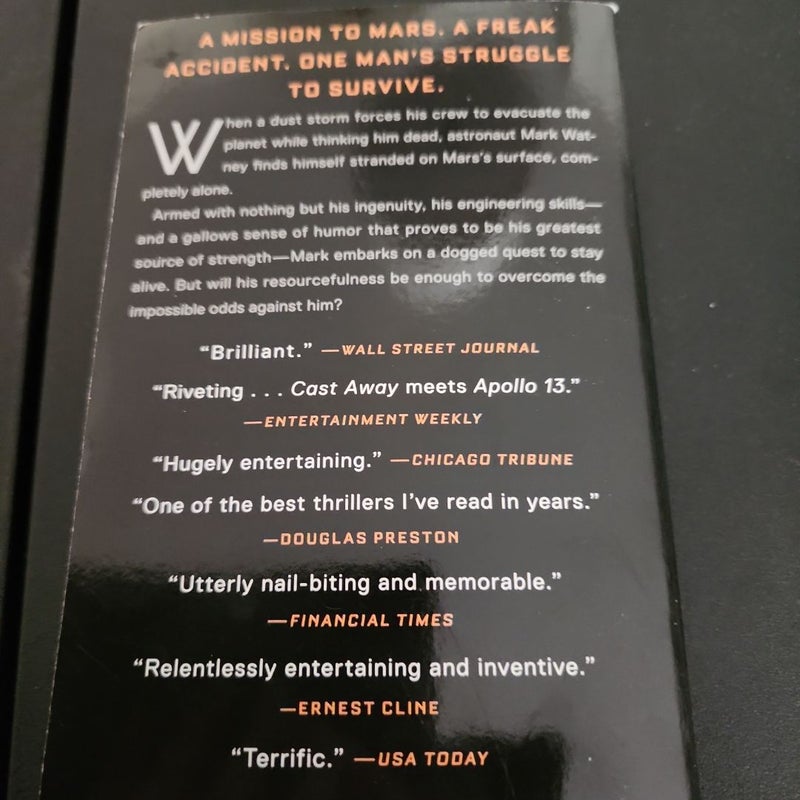 A MISSION TO MARS. A FREAK
ACCIDENT. ONE MAN'S STRUGGLE
TO SURVIVE.
When a dust storm forces his crew to evacuate the
planet while thinking him dead, astronaut Mark Wat-
ney finds himself stranded on Mars's surface, com-
pletely alone.
Armed with nothing but his ingenuity, his engineering skills—
and a gallows sense of humor that proves to be his greatest
source of strength—Mark embarks on a dogged quest to stay
alive. But will his resourcefulness be enough to overcome the
impossible odds against him?
“Brilliant.” —WALL STREET JOURNAL
“Riveting . . . Cast Away meets Apollo 13.”
—ENTERTAINMENT WEEKLY
“Hugely entertaining.” —CHICAGO TRIBUNE
“One of the best thrillers I’ve read in years.”
—DOUGLAS PRESTON
“Utterly nail-biting and memorable.”
—FINANCIAL TIMES
“Relentlessly entertaining and inventive.”
—ERNEST CLINE
“Terrific.” —USA TODAY